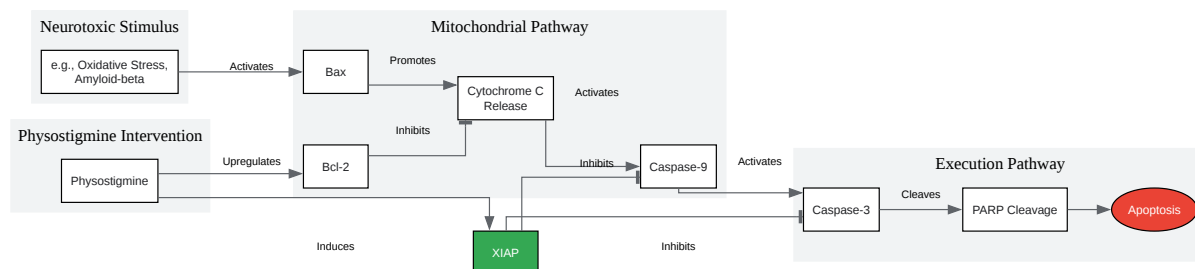 Neurotoxic Stimulus
e.g., Oxidative Stress,
Amyloid-beta
Activates
Mitochondrial Pathway
Bax
Promotes
Cytochrome C
Release
Activates
Physostigmine Intervention
Physostigmine
Upregulates
Bcl-2
Inhibits
Inhibits
Caspase-9
Activates
Execution Pathway
Caspase-3
Cleaves
PARP Cleavage
Apoptosis
Induces
XIAP
Inhibits